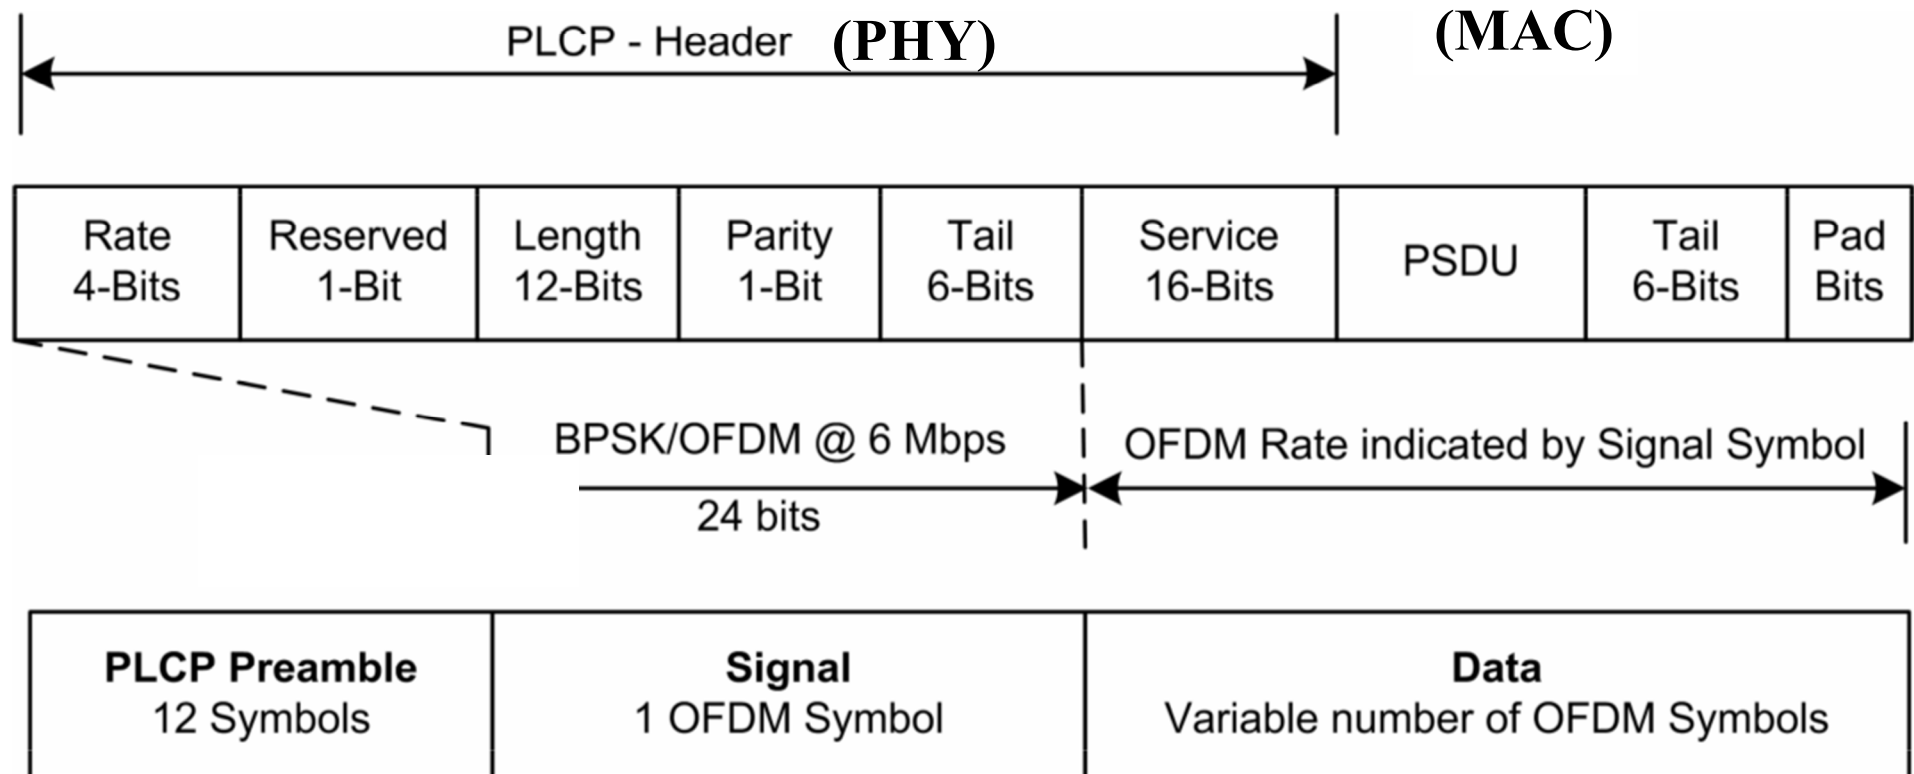 PLCP - Header (PHY)
(MAC)
Rate
4-Bits
Reserved
1-Bit
Length
12-Bits
Parity
1-Bit
Tail
6-Bits
Service
16-Bits
PSDU
Tail
6-Bits
Pad
Bits
BPSK/OFDM @ 6 Mbps
24 bits
OFDM Rate indicated by Signal Symbol
PLCP Preamble
12 Symbols
Signal
1 OFDM Symbol
Data
Variable number of OFDM Symbols